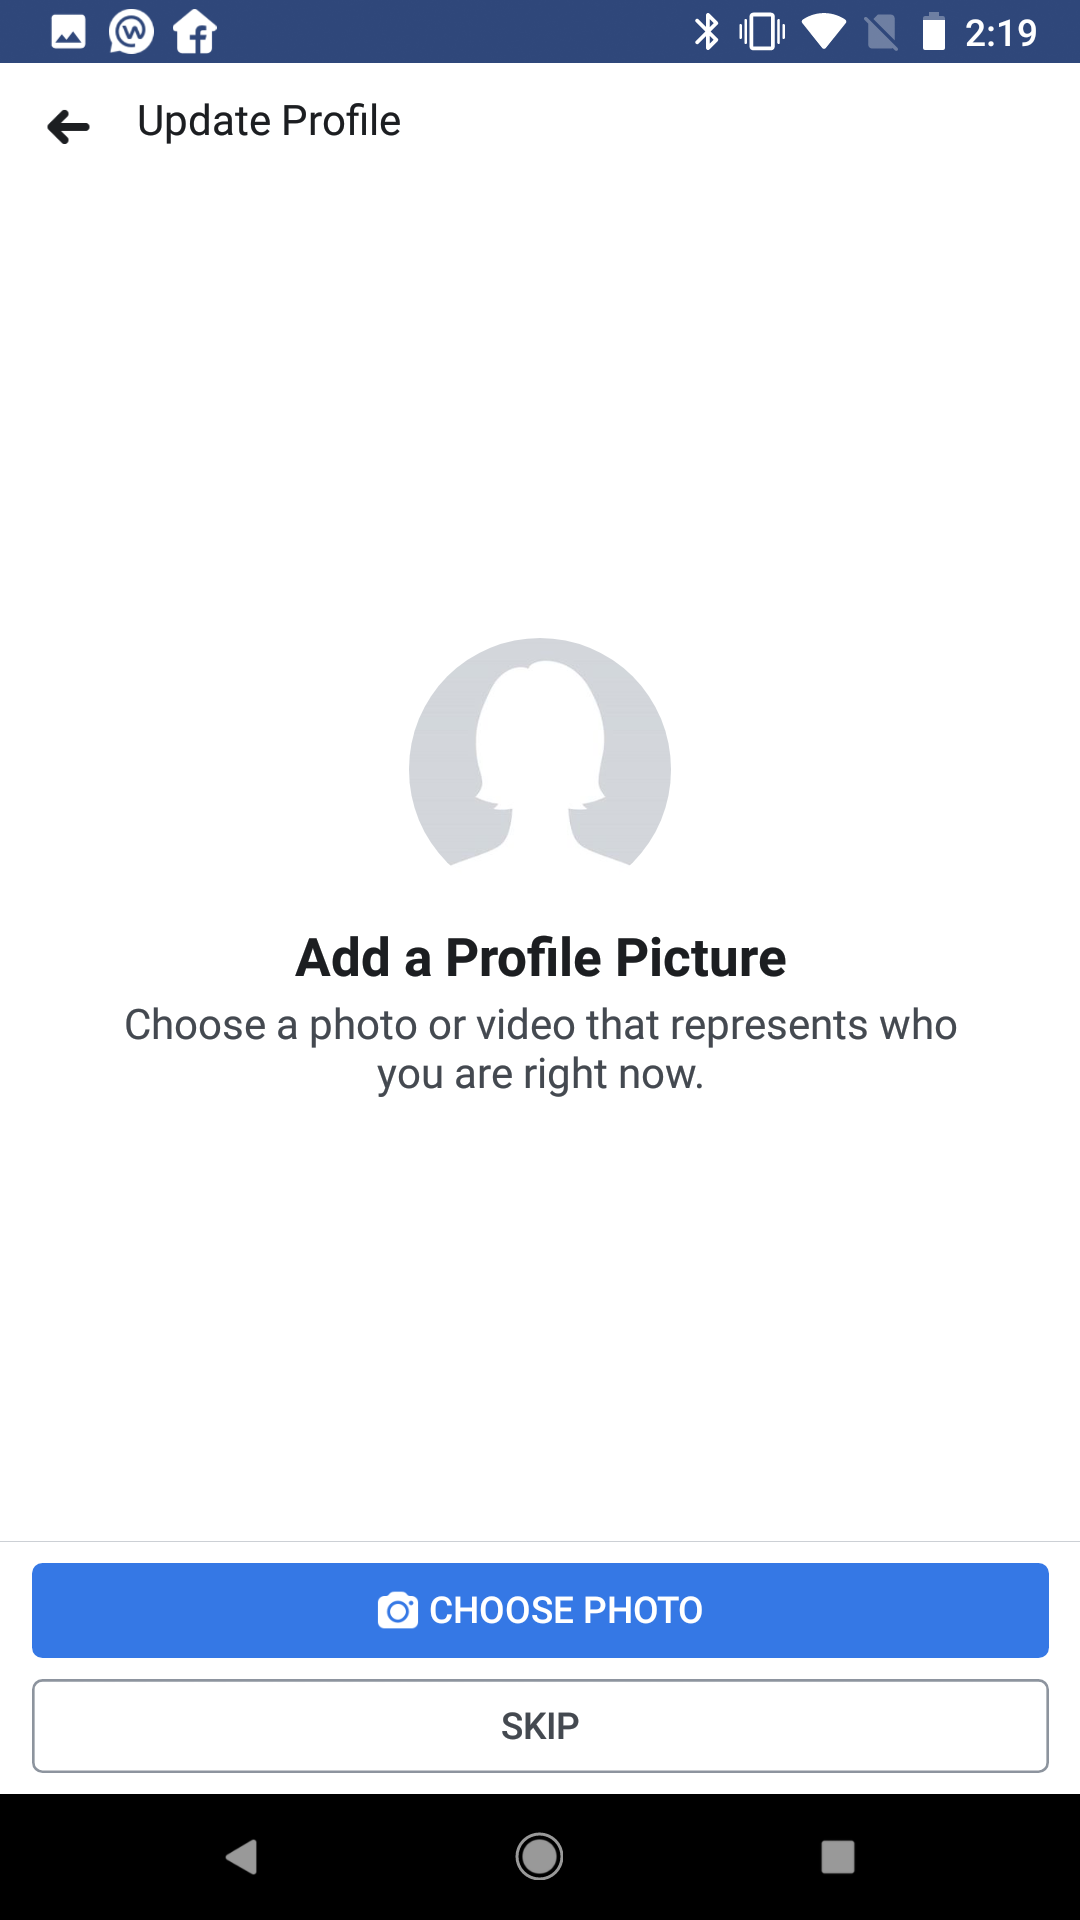 2:19
Update Profile
Add a Profile Picture
Choose a photo or video that represents who
you are right now.
CHOOSE PHOTO
SKIP